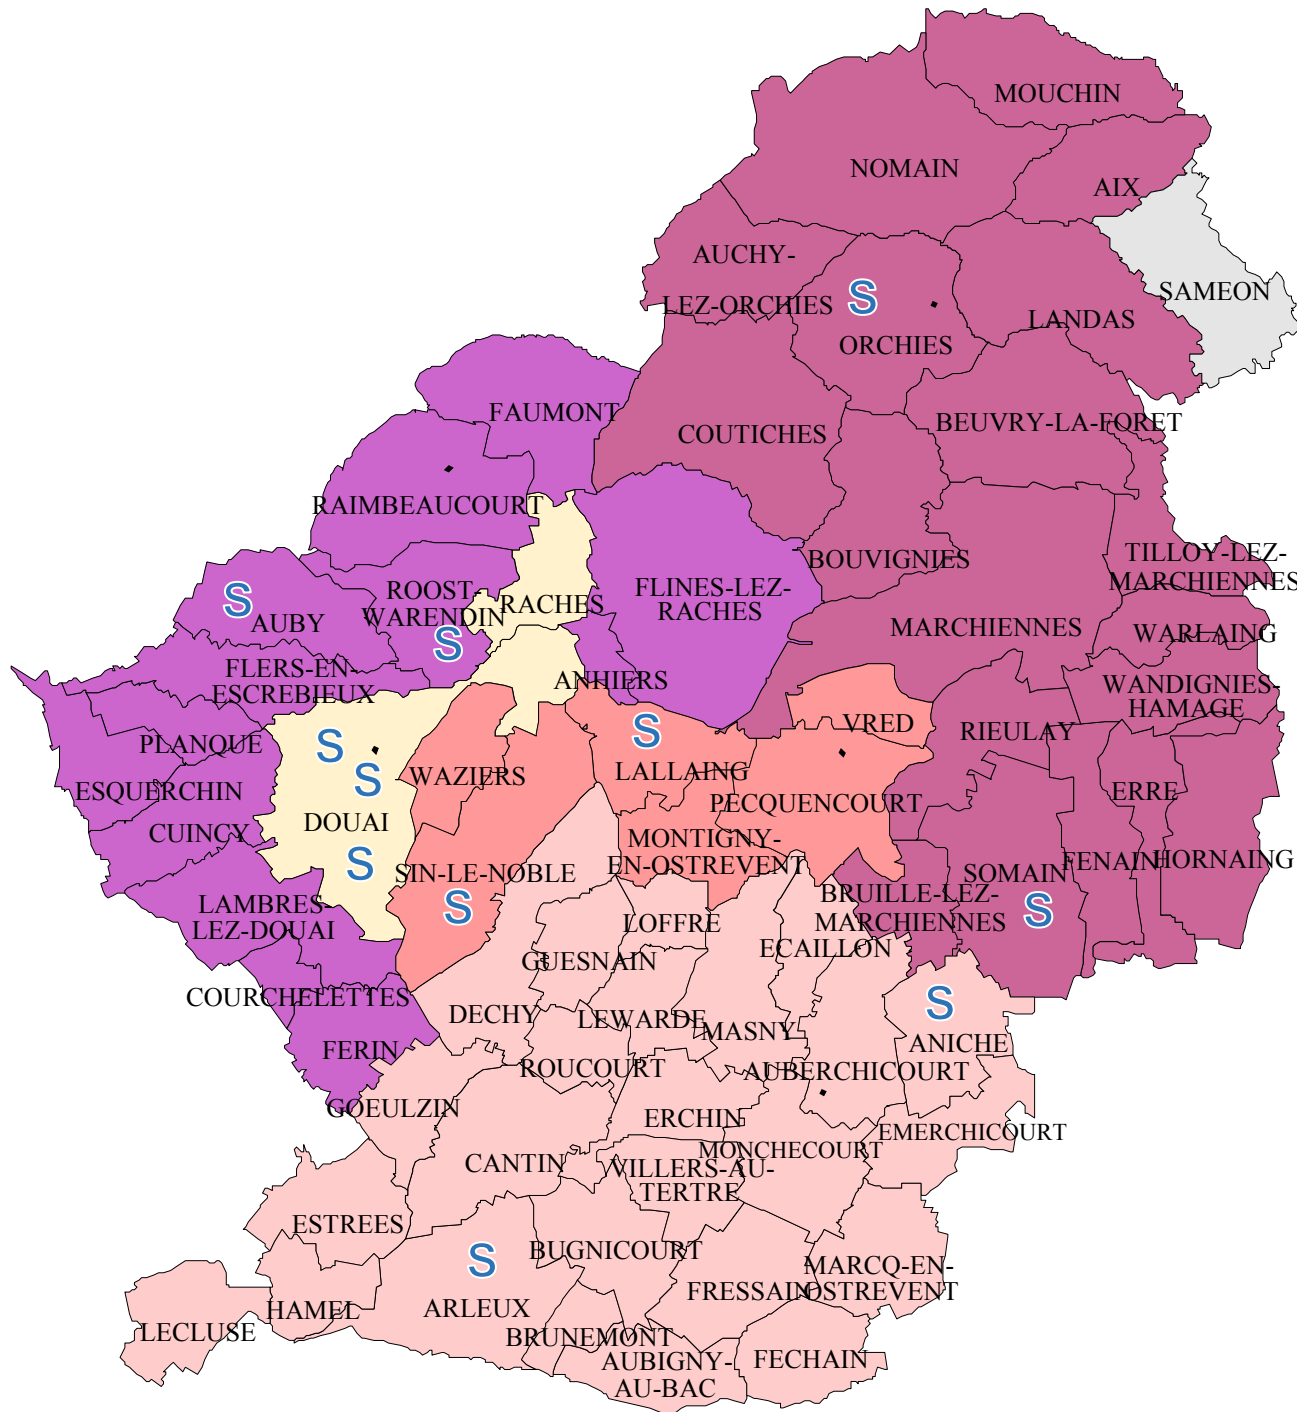 MOUCHIN
NOMAIN
AIX
AUCHY-
LEZ-ORCHIES
SAMEON
S
ORCHIES
LANDAS
FAUMONT
COUTICHES
BEUVRY-LA-FORET
RAIMBEAUCOURT
BOUVIGNIES
TILLOY-LEZ-
MARCHIENNES
S
AUBY
ROOST-
WARENDIN
S
RACHES
FLINES-LEZ-
RACHES
MARCHIENNES
WARLAING
FLERS-EN-
ESCREBIEUX
ANHIERS
WANDIGNIES-
HAMAGE
PLANQUE
S
S
S
LALLAING
VRED
RIEULAY
ESQUERCHIN
WAZIERS
PECQUENCOURT
ERRE
CUINCY
DOUAI
S
MONTIGNY-
EN-OSTREVENT
SIN-LE-NOBLE
S
SOMAIN
S
FENAIN
HORNAING
LAMBRES-
LEZ-DOUAI
LOFFRE
BRUILLE-LEZ-
MARCHIENNES
ECAILLON
GUESNAIN
COURCHELETTES
DECHY
LEWARDE
MASNY
S
ANICHE
FERIN
ROUCOURT
AUBERCHICOURT
GOEULZIN
ERCHIN
EMERCHICOURT
MONCHECOURT
CANTIN
VILLERS-AU-
TERTRE
ESTREES
BUGNICOURT
S
ARLEUX
FRESSAIN
MARCQ-EN-
OSTREVENT
HAMEL
LECLUSE
BRUNEMONT
AUBIGNY-
AU-BAC
FECHAIN